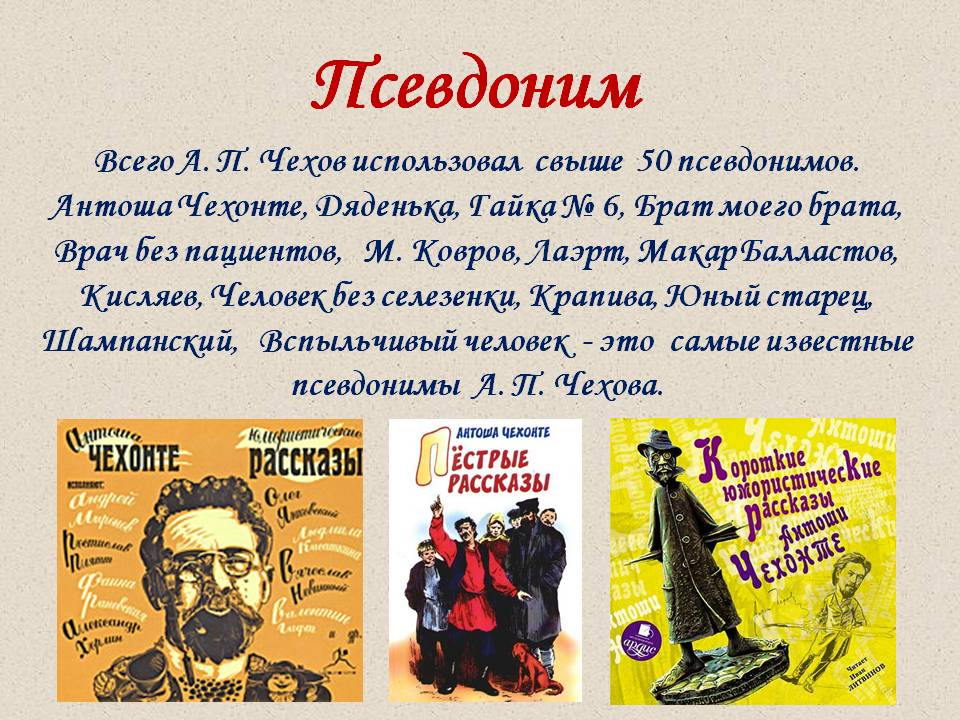 Псевдоним
Всего А. П. Чехов использовал свыше 50 псевдонимов.
Антоша Чехонте, Дяденька, Гайка № 6, Брат моего брата,
Врач без пациентов, М. Ковров, Лаэрт, Макар Балластов,
Кисляев, Человек без селезенки, Крапива, Юный старец,
Шампанский, Вспыльчивый человек - это самые известные
псевдонимы А. П. Чехова.
Антоша
ЧЕХОНТЕ
Юмористические
рассказы
исполняют:
Андрей
Миронов
Ростислав
Плятт
Фаина
Раневская
Александр
Хочинский
Олег
Янковский
Людмила
Касаткина
Вячеслав
Невинный
Валентин
Гафт
и др.
АНТОША ЧЕХОНТЕ
ПЁСТРЫЕ
РАССКАЗЫ
Короткие
юмористические
рассказы
Антоши
Чехонте
ардис
Читает
Иван
ЛИТВИНОВ